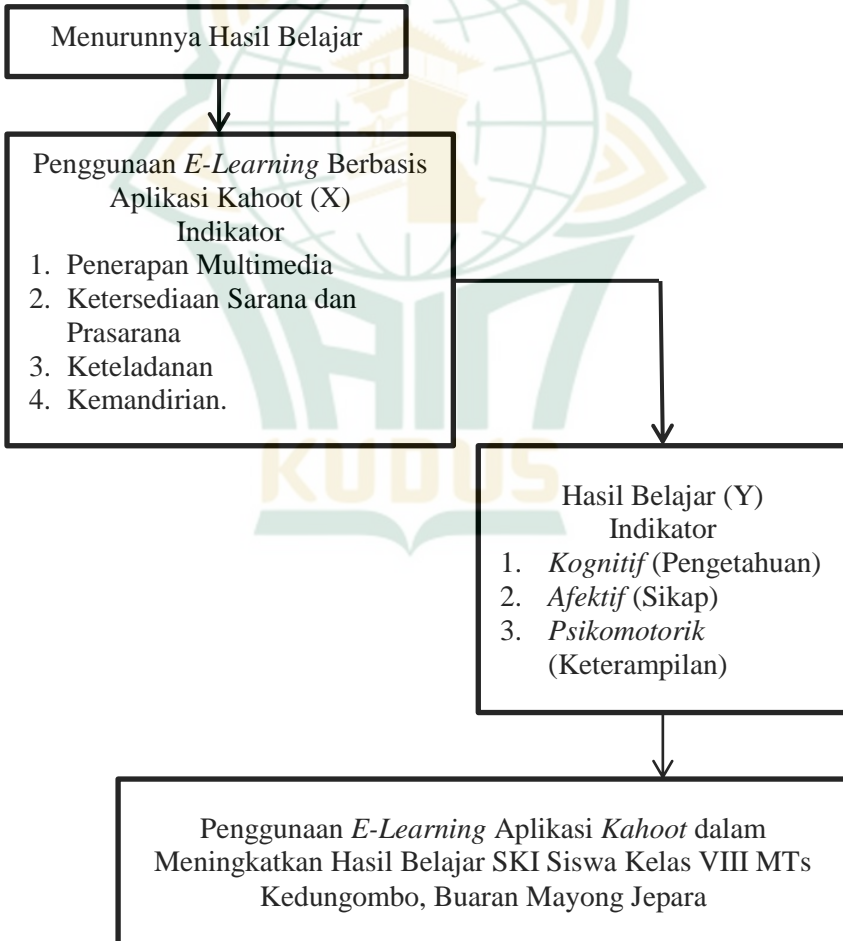 Menurunnya Hasil Belajar
Penggunaan E-Learning Berbasis
Aplikasi Kahoot (X)
Indikator
1. Penerapan Multimedia
2. Ketersediaan Sarana dan
Prasarana
3. Keteladanan
4. Kemandirian.
KUDUS
Hasil Belajar (Y)
Indikator
1. Kognitif (Pengetahuan)
2. Afektif (Sikap)
3. Psikomotorik
(Keterampilan)
Penggunaan E-Learning Aplikasi Kahoot dalam
Meningkatkan Hasil Belajar SKI Siswa Kelas VIII MTs
Kedungombo, Buaran Mayong Jepara